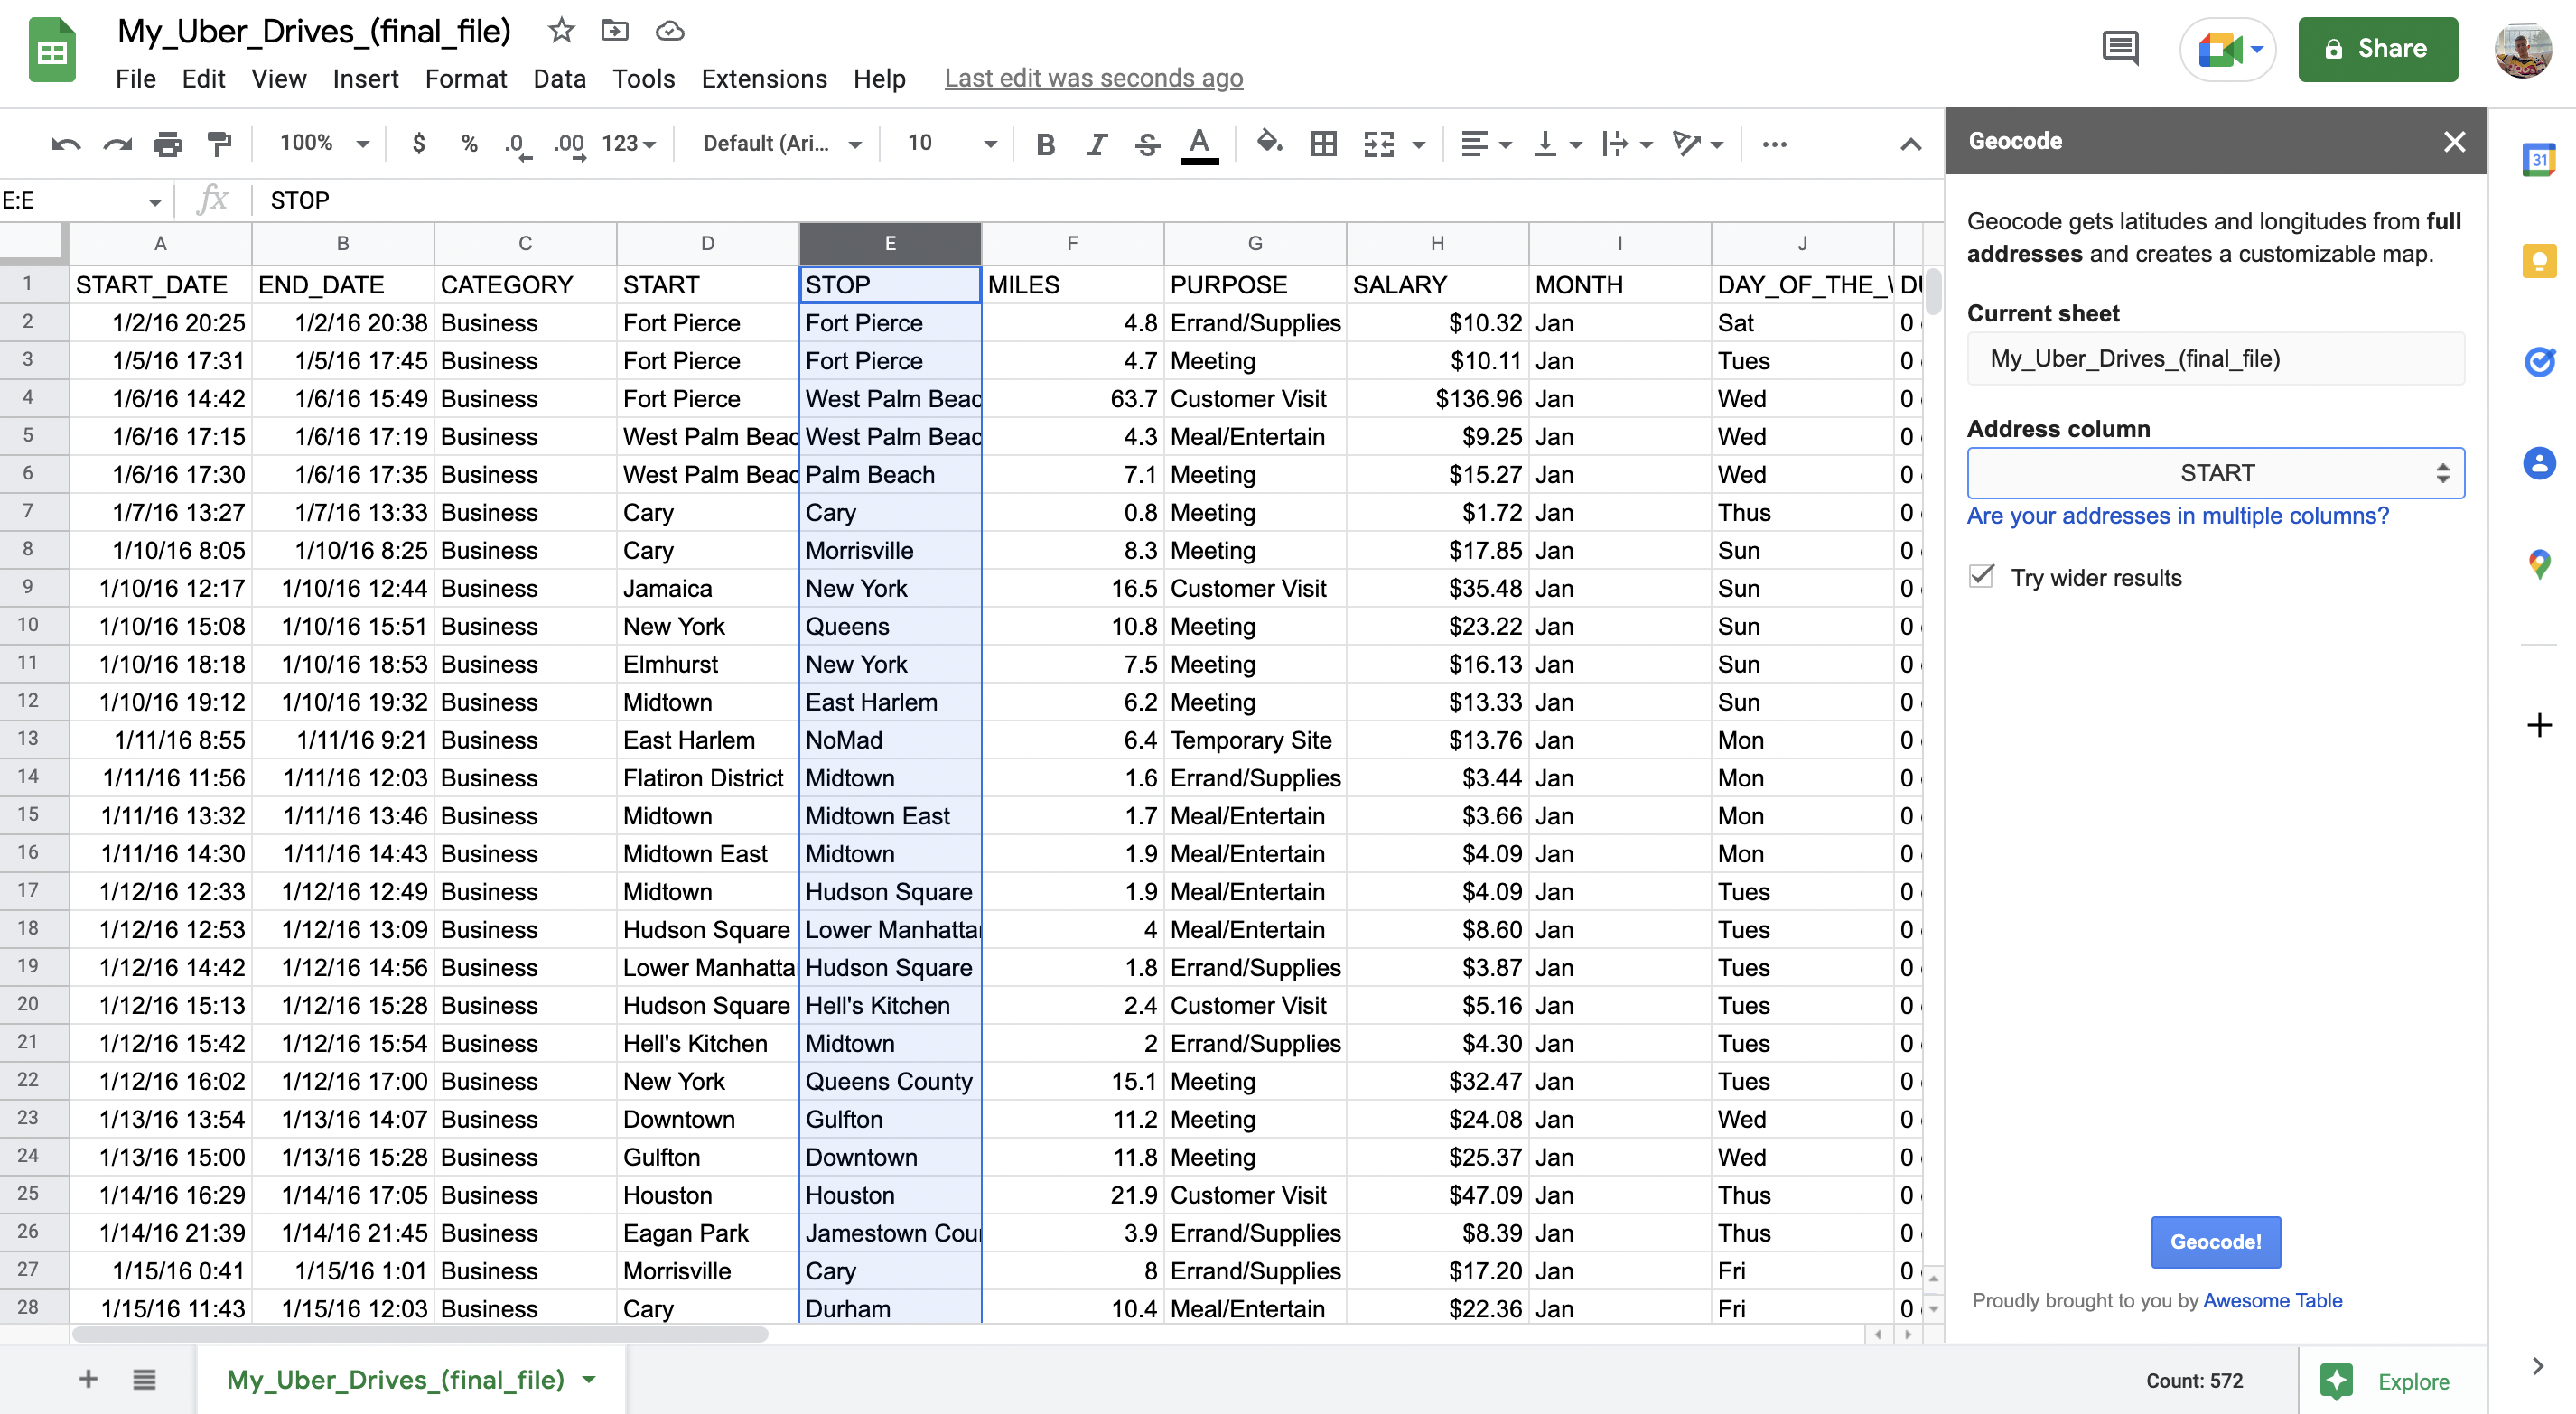 My_Uber_Drives_(final_file)
File Edit View Insert Format Data Tools Extensions Help Last edit was seconds ago
Share
100% $ % .0 .00 123 Default (Ari... 10 B I S A ...
E:E fx STOP
A B C D E F G H I J
1 START_DATE END_DATE CATEGORY START STOP MILES PURPOSE SALARY MONTH DAY_OF_THE_
2 1/2/16 20:25 1/2/16 20:38 Business Fort Pierce Fort Pierce 4.8 Errand/Supplies $10.32 Jan Sat 0
3 1/5/16 17:31 1/5/16 17:45 Business Fort Pierce Fort Pierce 4.7 Meeting $10.11 Jan Tues 0
4 1/6/16 14:42 1/6/16 15:49 Business Fort Pierce West Palm Beac 63.7 Customer Visit $136.96 Jan Wed 0
5 1/6/16 17:15 1/6/16 17:19 Business West Palm Beac West Palm Beac 4.3 Meal/Entertain $9.25 Jan Wed 0
6 1/6/16 17:30 1/6/16 17:35 Business West Palm Beac Palm Beach 7.1 Meeting $15.27 Jan Wed 0
7 1/7/16 13:27 1/7/16 13:33 Business Cary Cary 0.8 Meeting $1.72 Jan Thus 0
8 1/10/16 8:05 1/10/16 8:25 Business Cary Morrisville 8.3 Meeting $17.85 Jan Sun 0
9 1/10/16 12:17 1/10/16 12:44 Business Jamaica New York 16.5 Customer Visit $35.48 Jan Sun 0
10 1/10/16 15:08 1/10/16 15:51 Business New York Queens 10.8 Meeting $23.22 Jan Sun 0
11 1/10/16 18:18 1/10/16 18:53 Business Elmhurst New York 7.5 Meeting $16.13 Jan Sun 0
12 1/10/16 19:12 1/10/16 19:32 Business Midtown East Harlem 6.2 Meeting $13.33 Jan Sun 0
13 1/11/16 8:55 1/11/16 9:21 Business East Harlem NoMad 6.4 Temporary Site $13.76 Jan Mon 0
14 1/11/16 11:56 1/11/16 12:03 Business Flatiron District Midtown 1.6 Errand/Supplies $3.44 Jan Mon 0
15 1/11/16 13:32 1/11/16 13:46 Business Midtown Midtown East 1.7 Meal/Entertain $3.66 Jan Mon 0
16 1/11/16 14:30 1/11/16 14:43 Business Midtown East Midtown 1.9 Meal/Entertain $4.09 Jan Mon 0
17 1/12/16 12:33 1/12/16 12:49 Business Midtown Hudson Square 1.9 Meal/Entertain $4.09 Jan Tues 0
18 1/12/16 12:53 1/12/16 13:09 Business Hudson Square Lower Manhatta 4 Meal/Entertain $8.60 Jan Tues 0
19 1/12/16 14:42 1/12/16 14:56 Business Lower Manhatta Hudson Square 1.8 Errand/Supplies $3.87 Jan Tues 0
20 1/12/16 15:13 1/12/16 15:28 Business Hudson Square Hell's Kitchen 2.4 Customer Visit $5.16 Jan Tues 0
21 1/12/16 15:42 1/12/16 15:54 Business Hell's Kitchen Midtown 2 Errand/Supplies $4.30 Jan Tues 0
22 1/12/16 16:02 1/12/16 17:00 Business New York Queens County 15.1 Meeting $32.47 Jan Tues 0
23 1/13/16 13:54 1/13/16 14:07 Business Downtown Gulfton 11.2 Meeting $24.08 Jan Wed 0
24 1/13/16 15:00 1/13/16 15:28 Business Gulfton Downtown 11.8 Meeting $25.37 Jan Wed 0
25 1/14/16 16:29 1/14/16 17:05 Business Houston Houston 21.9 Customer Visit $47.09 Jan Thus 0
26 1/14/16 21:39 1/14/16 21:45 Business Eagan Park Jamestown Cou 3.9 Errand/Supplies $8.39 Jan Thus 0
27 1/15/16 0:41 1/15/16 1:01 Business Morrisville Cary 8 Errand/Supplies $17.20 Jan Fri 0
28 1/15/16 11:43 1/15/16 12:03 Business Cary Durham 10.4 Meal/Entertain $22.36 Jan Fri 0
Geocode
Geocode gets latitudes and longitudes from full
addresses and creates a customizable map.
Current sheet
My_Uber_Drives_(final_file)
Address column
START
Are your addresses in multiple columns?
Try wider results
Geocode!
Proudly brought to you by Awesome Table
31
My_Uber_Drives_(final_file)
Count: 572
Explore